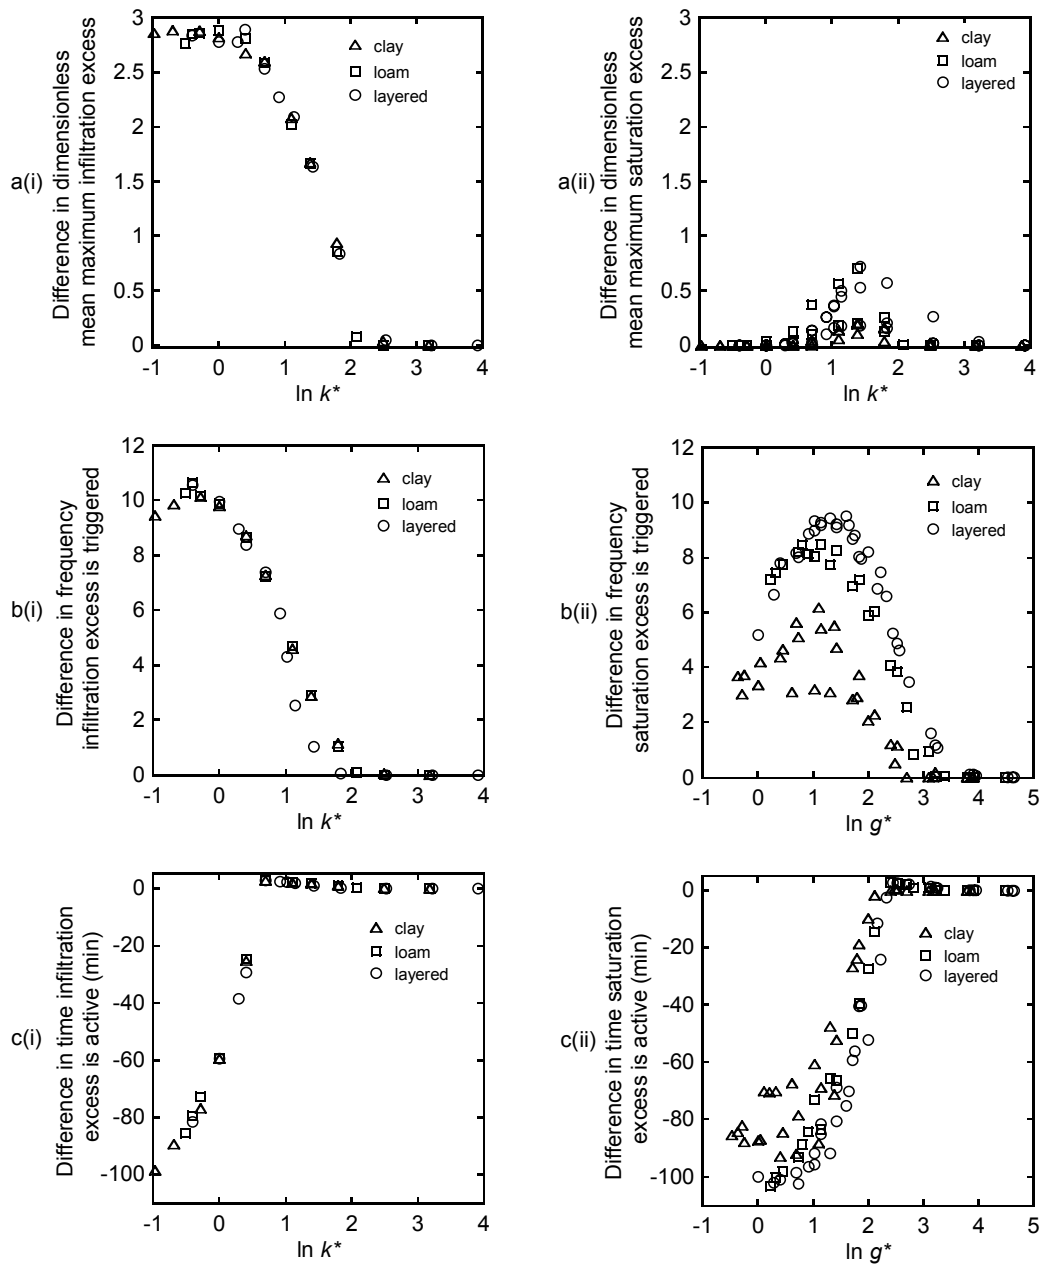 a(i)
Difference in dimensionless
mean maximum infiltration excess
3
2.5
2
1.5
1
0.5
0
-1 0 1 2 3 4
ln k*
clay
loam
layered
a(ii)
Difference in dimensionless
mean maximum saturation excess
3
2.5
2
1.5
1
0.5
0
-1 0 1 2 3 4
ln k*
clay
loam
layered
b(i)
Difference in frequency
infiltration excess is triggered
12
10
8
6
4
2
0
-1 0 1 2 3 4
ln k*
clay
loam
layered
b(ii)
Difference in frequency
saturation excess is triggered
12
10
8
6
4
2
0
-1 0 1 2 3 4 5
ln g*
clay
loam
layered
c(i)
Difference in time infiltration
excess is active (min)
0
-20
-40
-60
-80
-100
-1 0 1 2 3 4
ln k*
clay
loam
layered
c(ii)
Difference in time saturation
excess is active (min)
0
-20
-40
-60
-80
-100
-1 0 1 2 3 4 5
ln g*
clay
loam
layered